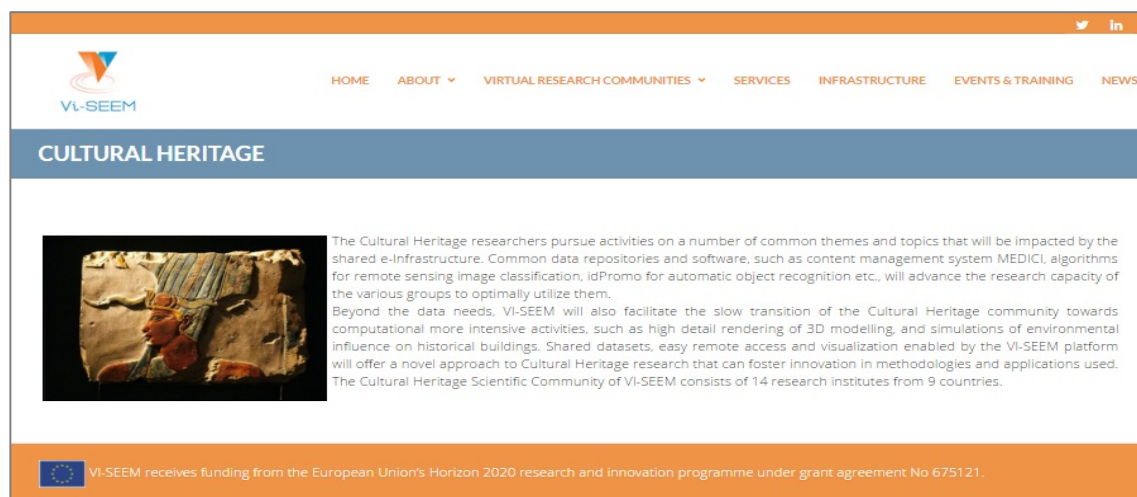 in
Vi-SEEM
HOME ABOUT VIRTUAL RESEARCH COMMUNITIES SERVICES INFRASTRUCTURE EVENTS & TRAINING NEWS
CULTURAL HERITAGE
The Cultural Heritage researchers pursue activities on a number of common themes and topics that will be impacted by the
shared e-Infrastructure. Common data repositories and software, such as content management system MEDICI, algorithms
for remote sensing image classification, idPromo for automatic object recognition etc., will advance the research capacity of
the various groups to optimally utilize them.
Beyond the data needs, VI-SEEM will also facilitate the slow transition of the Cultural Heritage community towards
computational more intensive activities, such as high detail rendering of 3D modelling, and simulations of environmental
influence on historical buildings. Shared datasets, easy remote access and visualization enabled by the VI-SEEM platform
will offer a novel approach to Cultural Heritage research that can foster innovation in methodologies and applications used.
The Cultural Heritage Scientific Community of VI-SEEM consists of 14 research institutes from 9 countries.
VI-SEEM receives funding from the European Union's Horizon 2020 research and innovation programme under grant agreement No 675121.